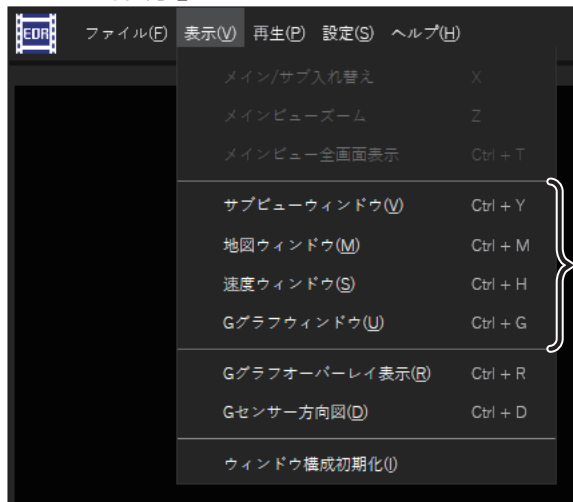 EDR ファイル(F) 表示(V) 再生(P) 設定(S) ヘルプ(H)
メイン/サブ入れ替え X
メインビューズーム Z
メインビュー全画面表示 Ctrl + T
サブビューウィンドウ(V) Ctrl + Y
地図ウィンドウ(M) Ctrl + M
速度ウィンドウ(S) Ctrl + H
Gグラフウィンドウ(U) Ctrl + G
Gグラフオーバーレイ表示(R) Ctrl + R
Gセンサー方向図(D) Ctrl + D
ウィンドウ構成初期化(I)